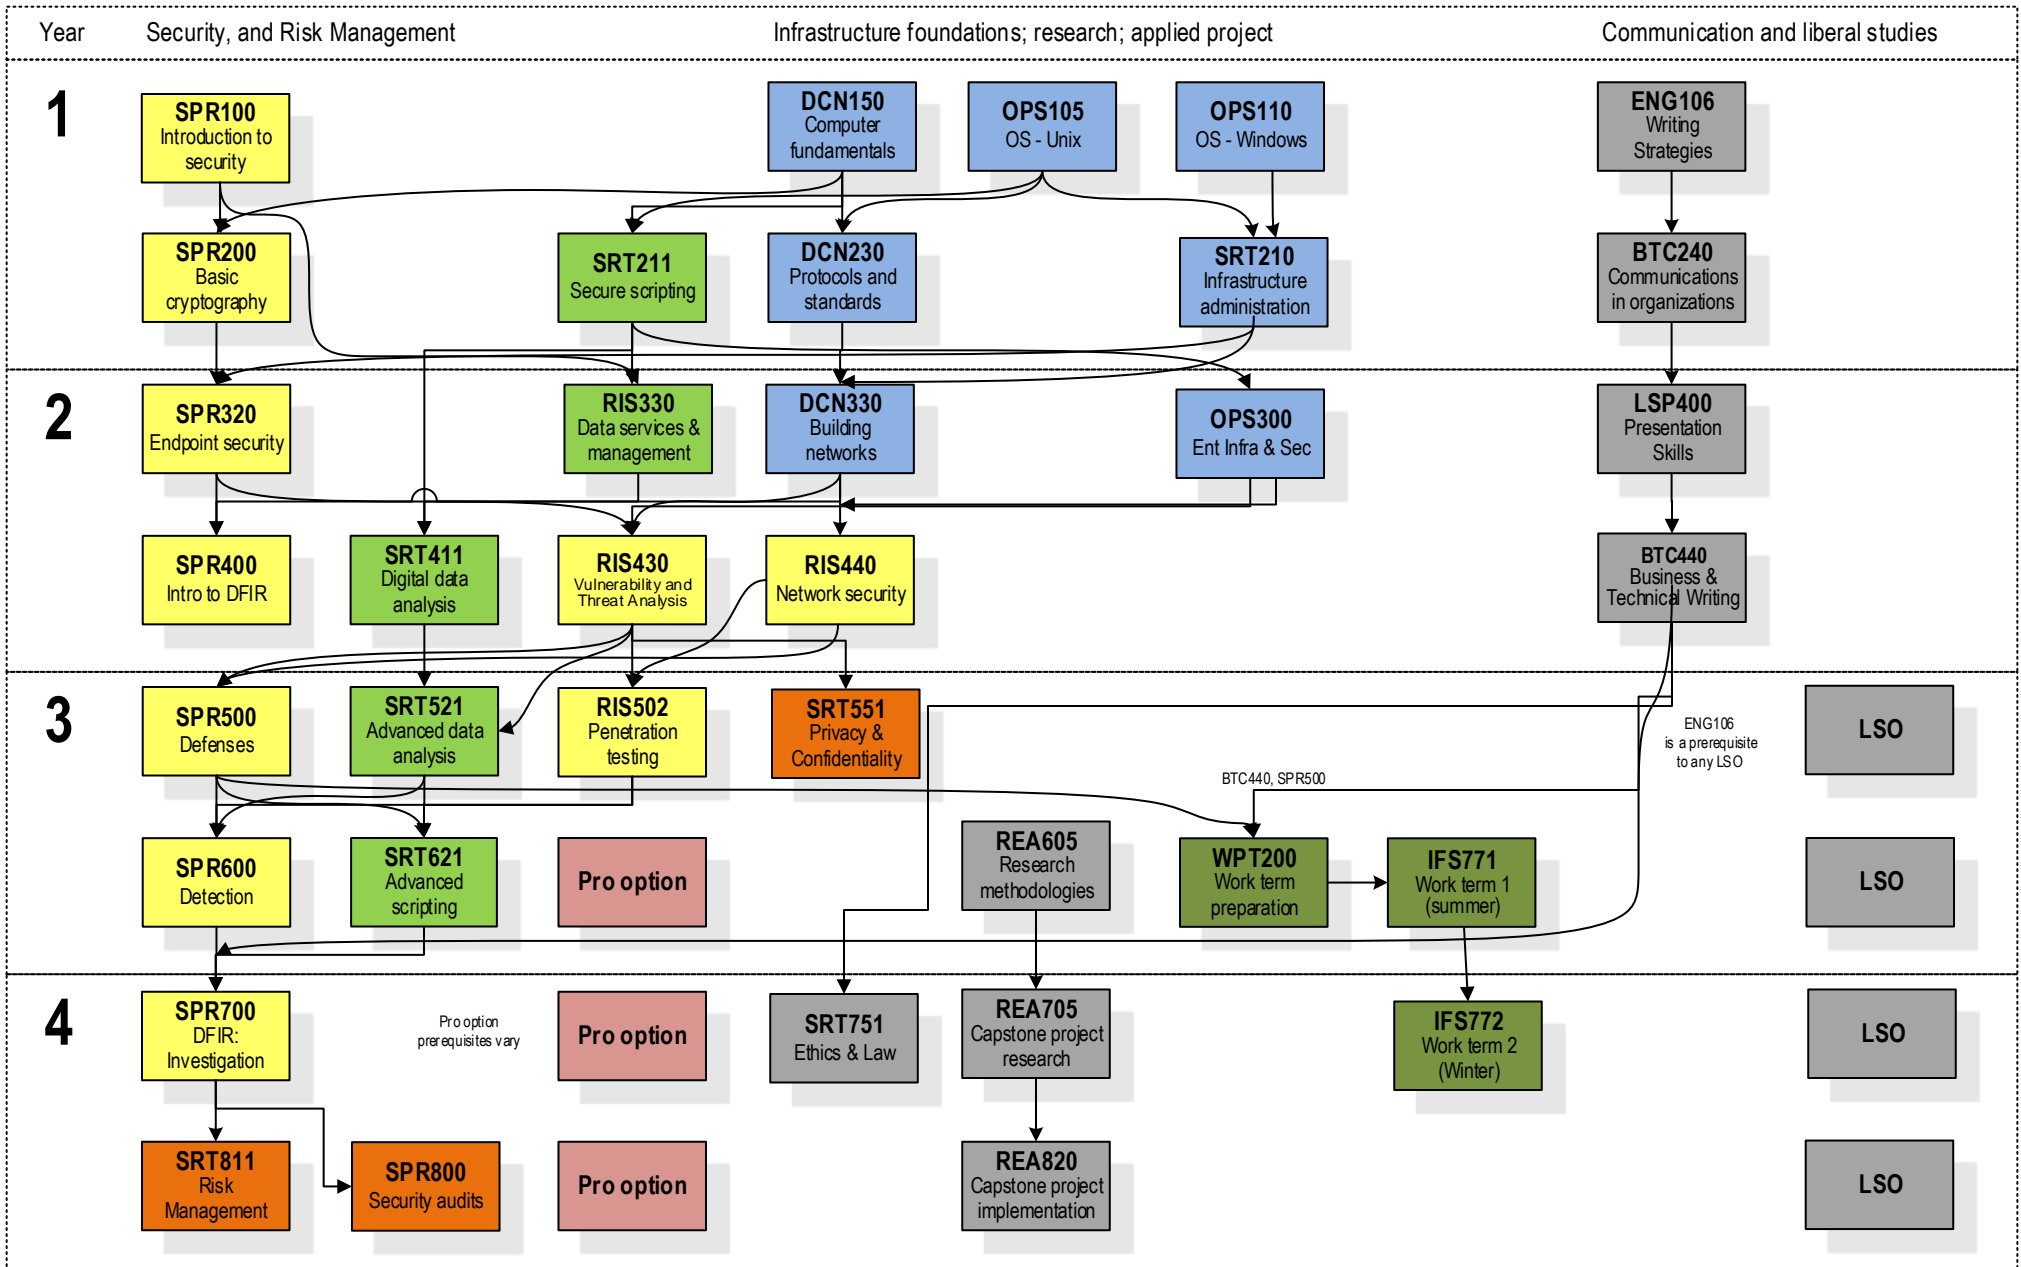 Year
Security, and Risk Management
Infrastructure foundations; research; applied project
Communication and liberal studies
1
SPR100
Introduction to
security
DCN150
Computer
fundamentals
OPS105
OS - Unix
OPS110
OS - Windows
ENG106
Writing
Strategies
SPR200
Basic
cryptography
SRT211
Secure scripting
DCN230
Protocols and
standards
SRT210
Infrastructure
administration
BTC240
Communications
in organizations
2
SPR320
Endpoint security
RIS330
Data services &
management
DCN330
Building
networks
OPS300
Ent Infra & Sec
LSP400
Presentation
Skills
SPR400
Intro to DFIR
SRT411
Digital data
analysis
RIS430
Vulnerability and
Threat Analysis
RIS440
Network security
BTC440
Business &
Technical Writing
3
SPR500
Defenses
SRT521
Advanced data
analysis
RIS502
Penetration
testing
SRT551
Privacy &
Confidentiality
BTC440, SPR500
ENG106
is a prerequisite
to any LSO
LSO
SPR600
Detection
SRT621
Advanced
scripting
Pro option
REA605
Research
methodologies
WPT200
Work term
preparation
IFS771
Work term 1
(summer)
LSO
4
SPR700
DFIR:
Investigation
Pro option
prerequisites vary
Pro option
SRT751
Ethics & Law
REA705
Capstone project
research
IFS772
Work term 2
(Winter)
LSO
SRT811
Risk
Management
SPR800
Security audits
Pro option
REA820
Capstone project
implementation
LSO